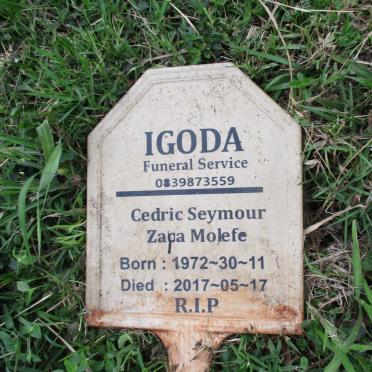 IGODA
Funeral Service
0839873559
Cedric Seymour
Zapa Molefe
Born : 1972~30~11
Died : 2017~05~17
R.I.P